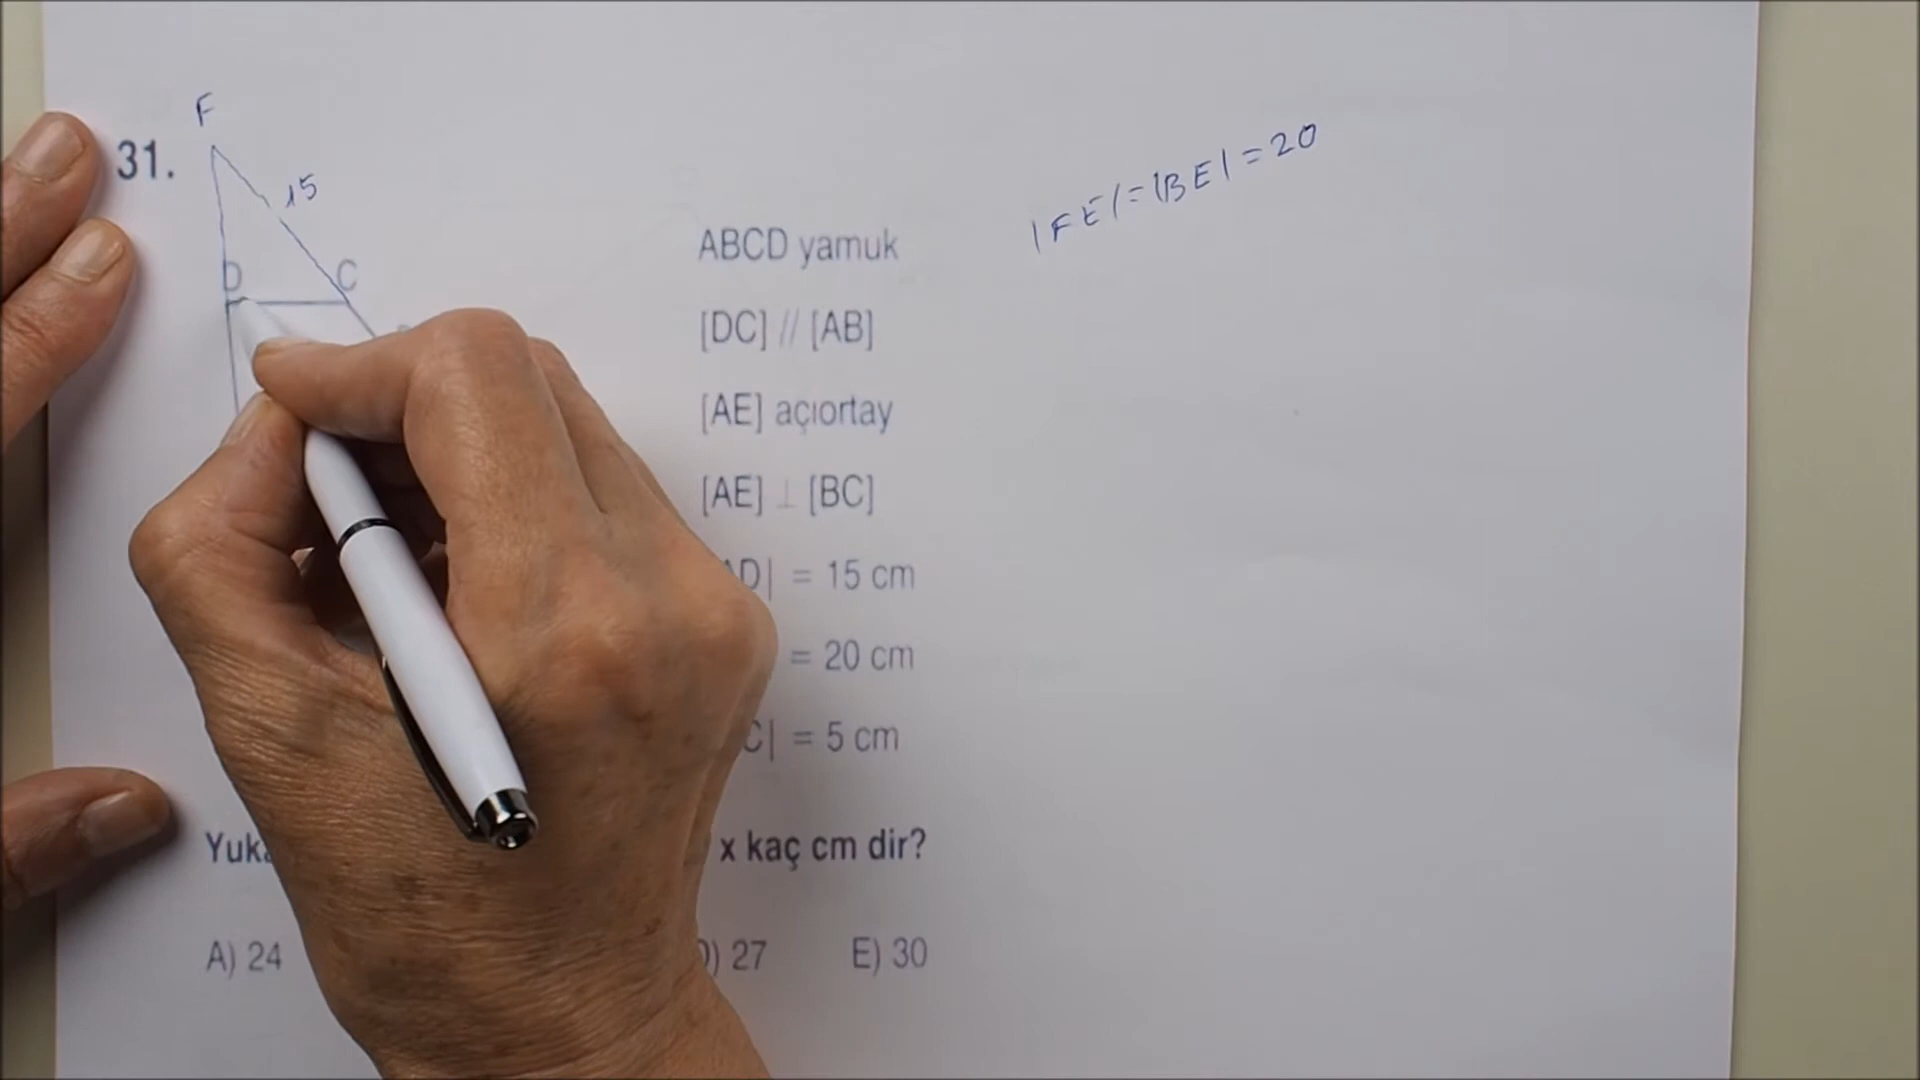 F
31.
15
|FE|=|BE|=20
D C
ABCD yamuk
[DC] // [AB]
[AE] açıortay
[AE] ⊥ [BC]
D| = 15 cm
= 20 cm
C| = 5 cm
x kaç cm dir?
A) 24 D) 27 E) 30